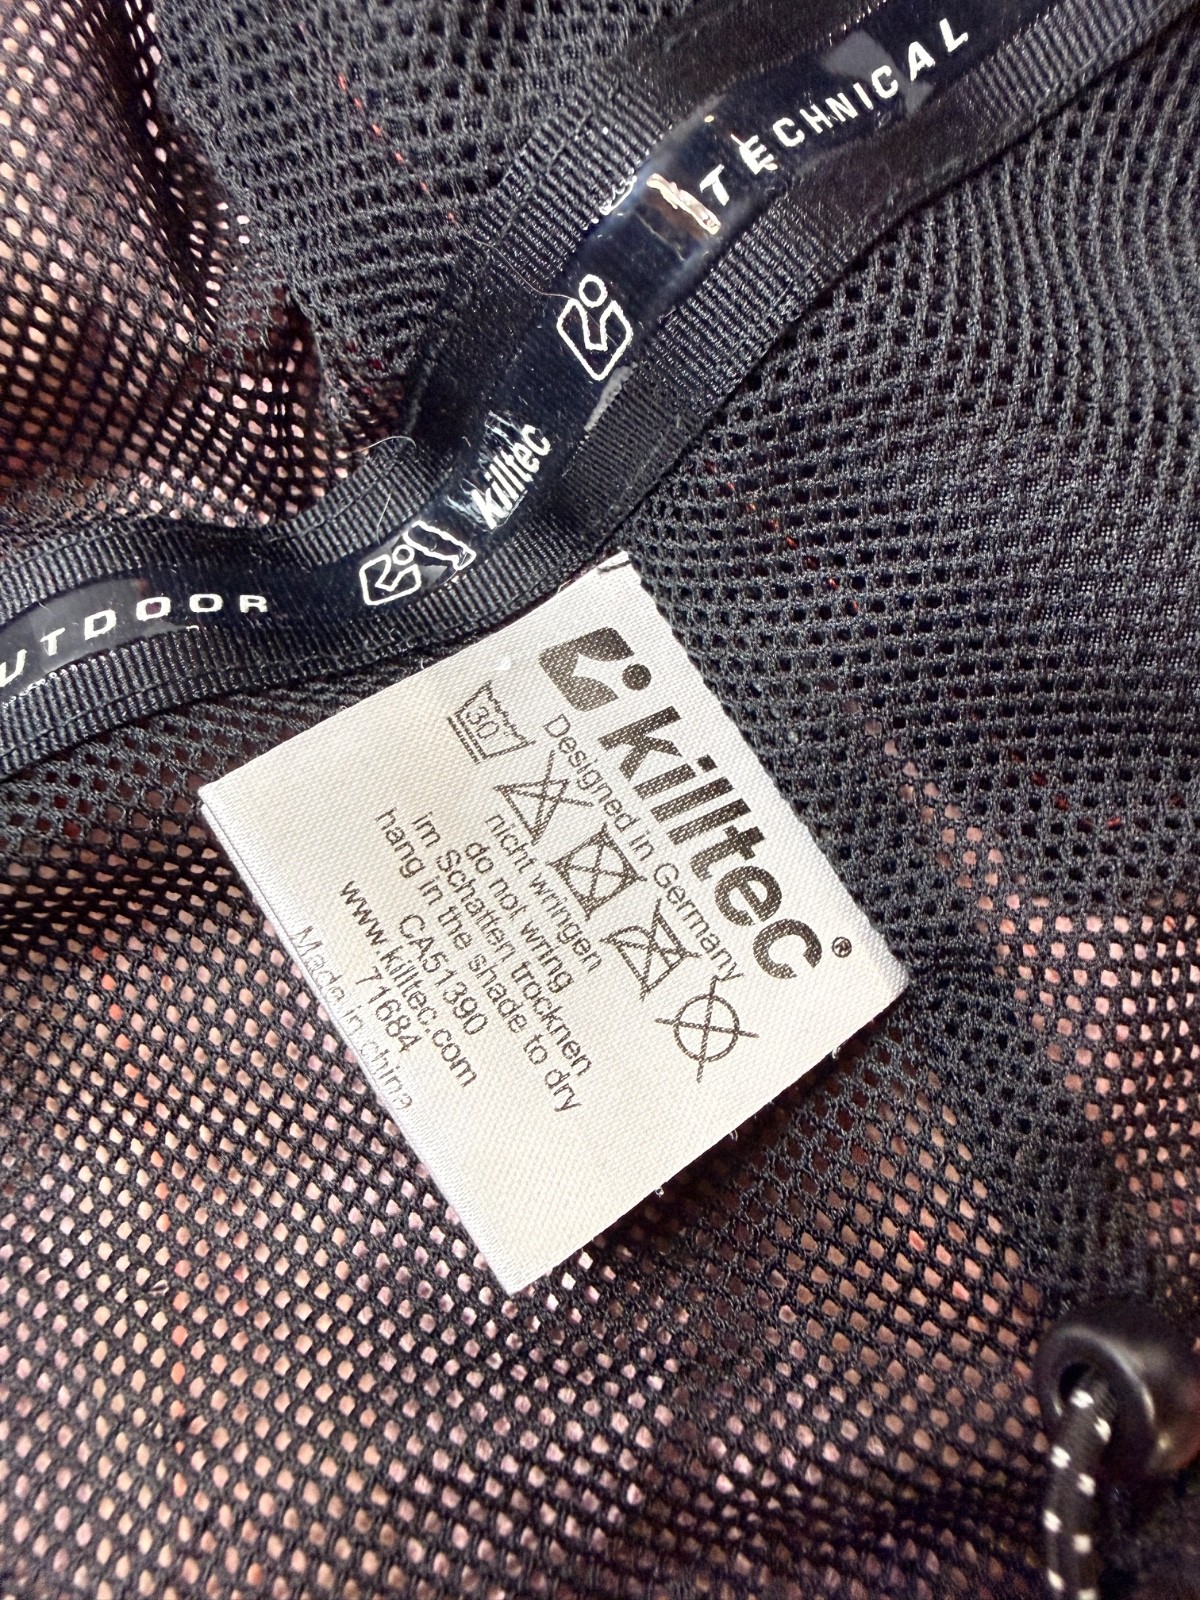 TECHNICAL
killtec
UTDOOR
killtec®
Designed in Germany
30
nicht wringen
do not wring
im Schatten trocknen
hang in the shade to dry
CA51390
www.killtec.com
71684
Made in china